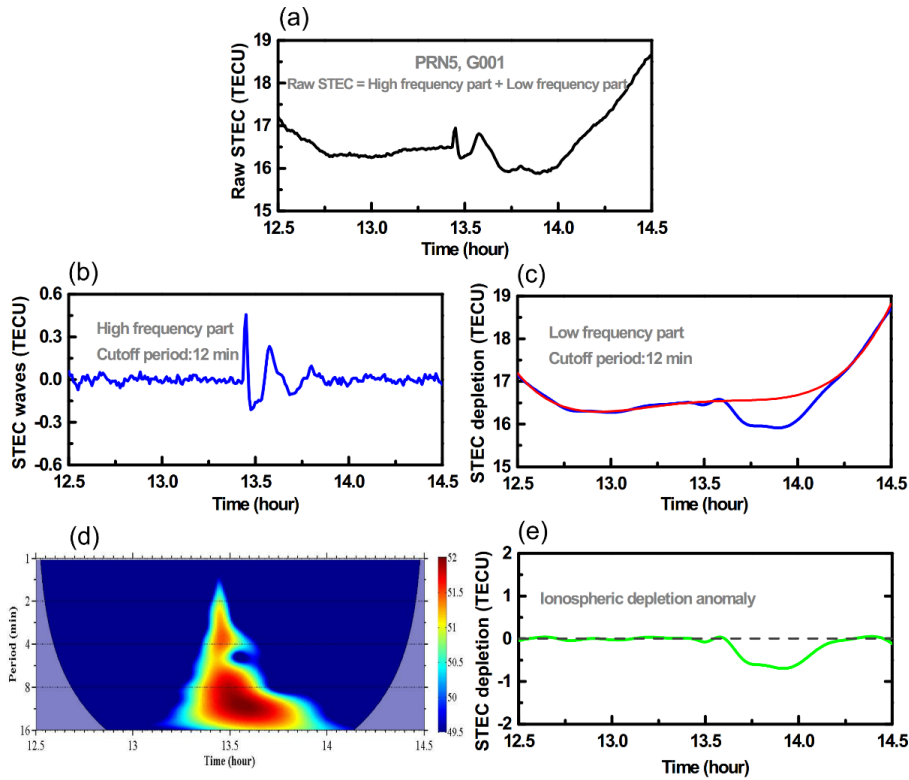 (a)
19
18
17
16
15
Raw STEC (TECU)
PRN5, G001
Raw STEC = High frequency part + Low frequency part
12.5 13.0 13.5 14.0 14.5
Time (hour)
(b)
0.6
0.3
0.0
-0.3
-0.6
STEC waves (TECU)
High frequency part
Cutoff period:12 min
12.5 13.0 13.5 14.0 14.5
Time (hour)
(c)
19
18
17
16
15
STEC depletion (TECU)
Low frequency part
Cutoff period:12 min
12.5 13.0 13.5 14.0 14.5
Time (hour)
(d)
1
2
4
8
16
Period (min)
12.5 13 13.5 14 14.5
Time (hour)
52
51.5
51
50.5
50
49.5
(e)
2
1
0
-1
-2
STEC depletion (TECU)
Ionospheric depletion anomaly
12.5 13.0 13.5 14.0 14.5
Time (hour)